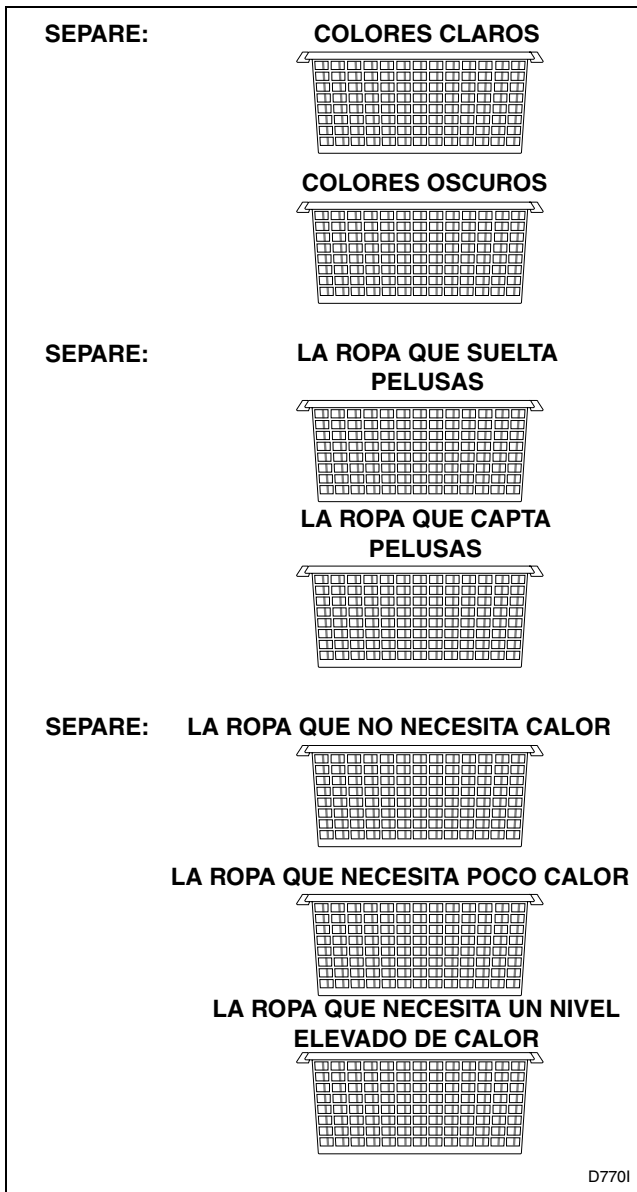 SEPARE: COLORES CLAROS
COLORES OSCUROS
SEPARE: LA ROPA QUE SUELTA
PELUSAS
LA ROPA QUE CAPTA
PELUSAS
SEPARE: LA ROPA QUE NO NECESITA CALOR
LA ROPA QUE NECESITA POCO CALOR
LA ROPA QUE NECESITA UN NIVEL
ELEVADO DE CALOR
D770I